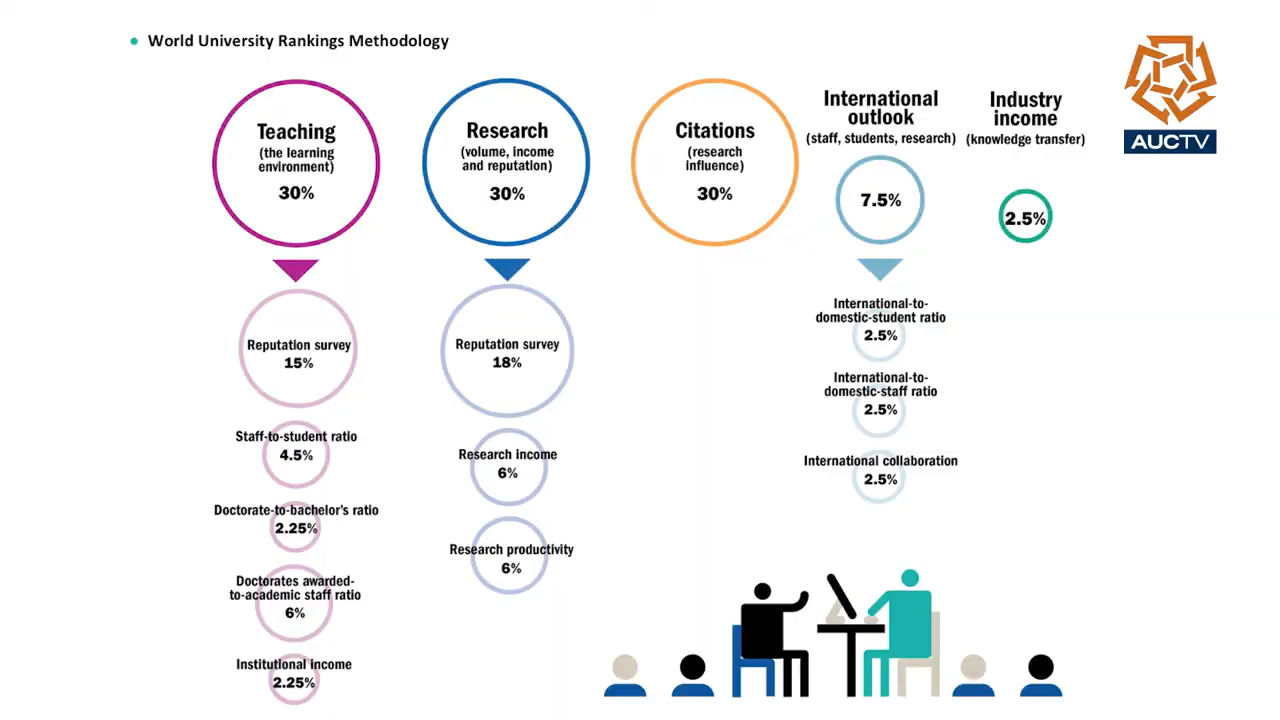 World University Rankings Methodology
AUCTV
Teaching
(the learning
environment)
30%
Research
(volume, income
and reputation)
30%
Citations
(research
influence)
30%
International
outlook
(staff, students, research)
7.5%
Industry
income
(knowledge transfer)
2.5%
Reputation survey
15%
Staff-to-student ratio
4.5%
Doctorate-to-bachelor's ratio
2.25%
Doctorates awarded-
to-academic staff ratio
6%
Institutional income
2.25%
Reputation survey
18%
Research income
6%
Research productivity
6%
International-to-
domestic-student ratio
2.5%
International-to-
domestic-staff ratio
2.5%
International collaboration
2.5%